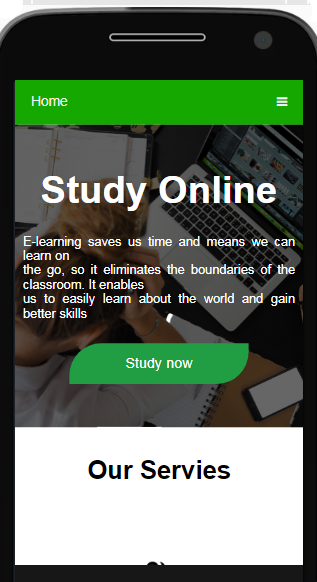 Home
Study Online
E-learning saves us time and means we can
learn on
the go, so it eliminates the boundaries of the
classroom. It enables
us to easily learn about the world and gain
better skills
Study now
Our Servies